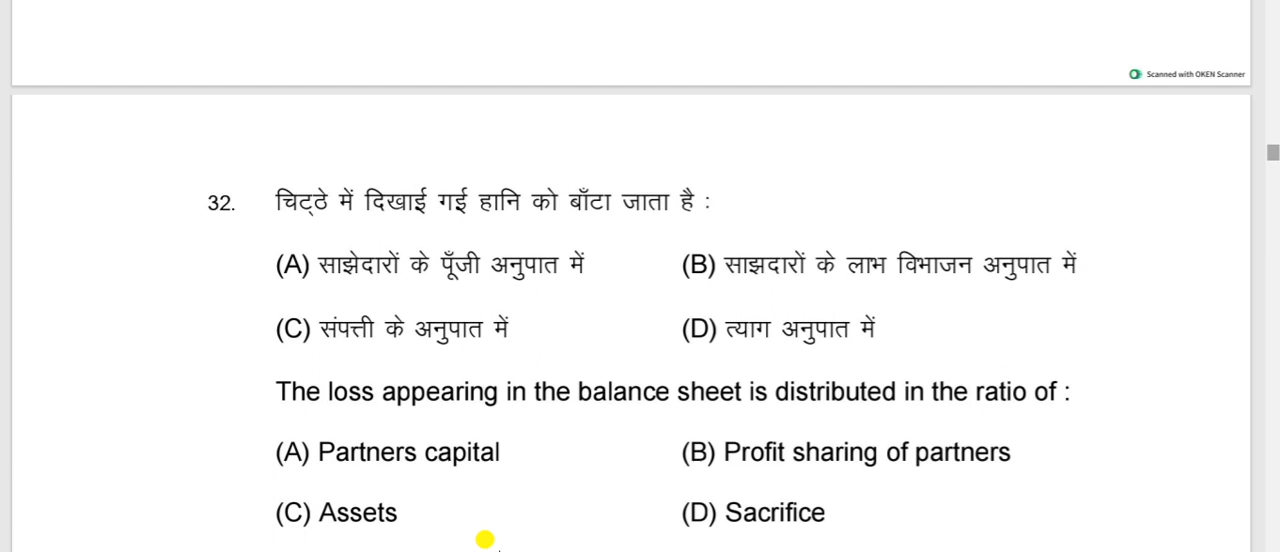 Scanned with OKEN Scanner
32. चिट्ठे में दिखाई गई हानि को बाँटा जाता है :
(A) साझेदारों के पूँजी अनुपात में (B) साझदारों के लाभ विभाजन अनुपात में
(C) संपत्ती के अनुपात में (D) त्याग अनुपात में
The loss appearing in the balance sheet is distributed in the ratio of :
(A) Partners capital (B) Profit sharing of partners
(C) Assets (D) Sacrifice